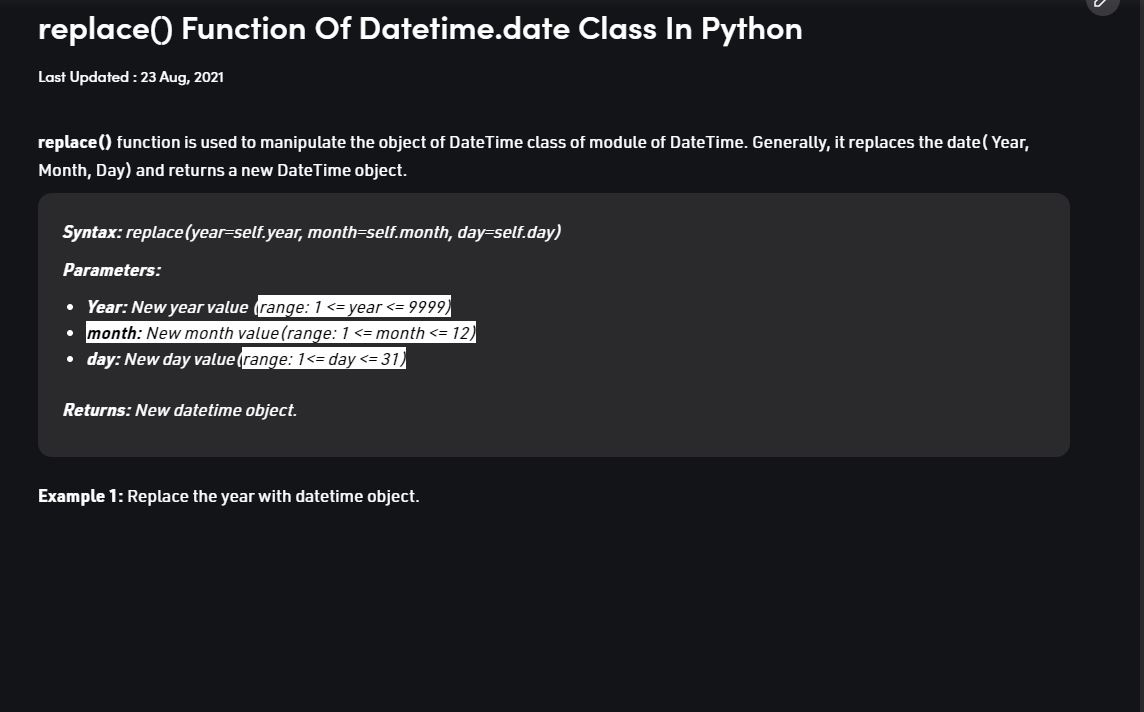 replace() Function Of Datetime.date Class In Python
Last Updated : 23 Aug, 2021
replace() function is used to manipulate the object of DateTime class of module of DateTime. Generally, it replaces the date( Year,
Month, Day) and returns a new DateTime object.
Syntax: replace(year=self.year, month=self.month, day=self.day)
Parameters:
• Year: New year value (range: 1 <= year <= 9999)
• month: New month value(range: 1 <= month <= 12)
• day: New day value(range: 1<= day <= 31)
Returns: New datetime object.
Example 1: Replace the year with datetime object.